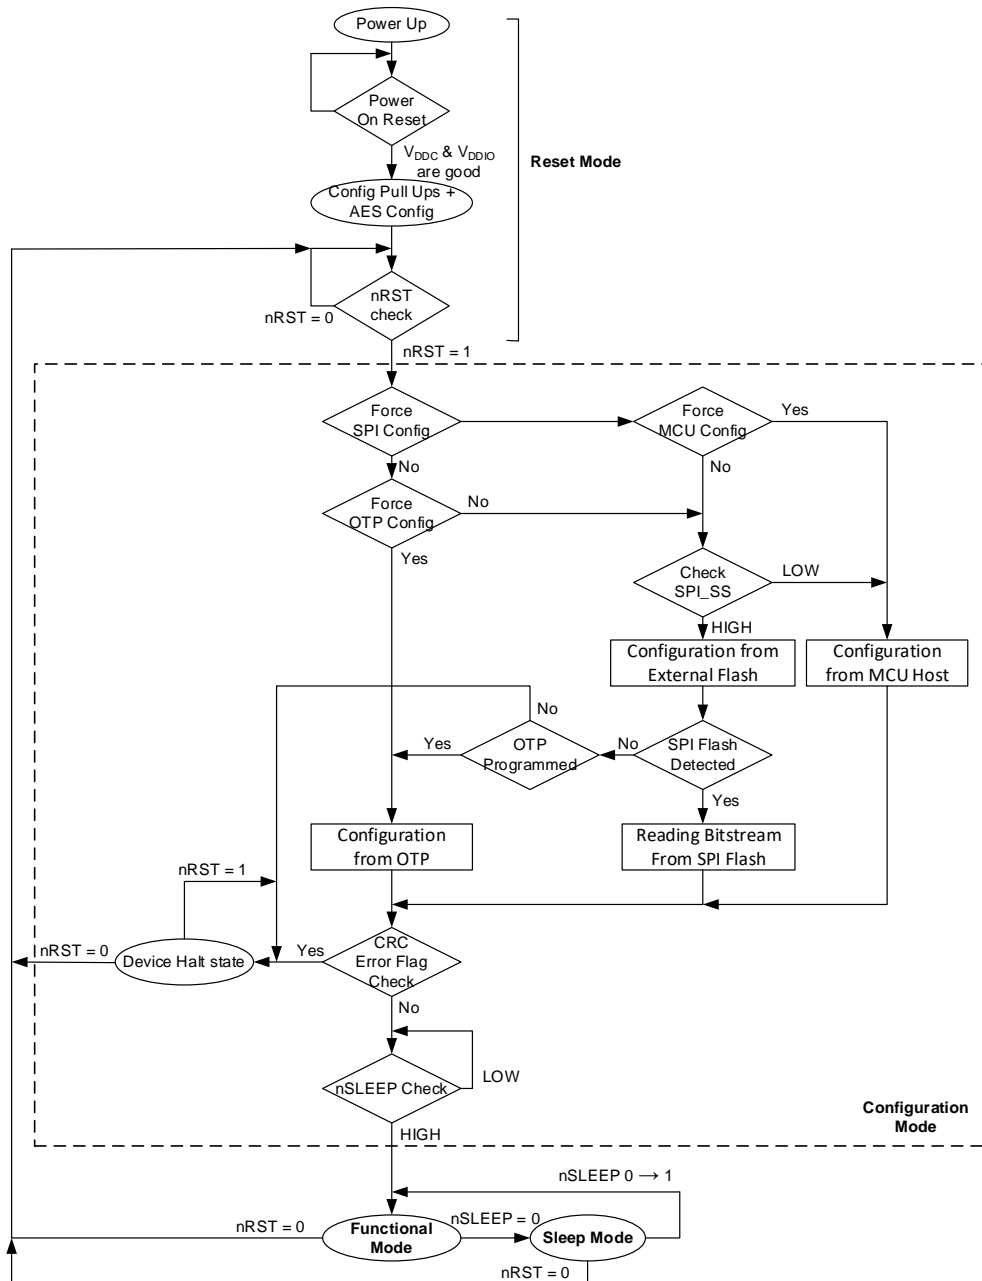 Power Up
Power
On Reset
VDDC & VDDIO
are good
Reset Mode
Config Pull Ups +
AES Config
nRST
check
nRST = 0
nRST = 1
Force
SPI Config
Force
MCU Config
Yes
No
No
Force
OTP Config
No
Yes
Check
SPI_SS
LOW
HIGH
Configuration from
External Flash
Configuration
from MCU Host
No
Yes
OTP
Programmed
No
SPI Flash
Detected
Yes
Configuration
from OTP
Reading Bitstream
From SPI Flash
nRST = 1
nRST = 0
Device Halt state
Yes
CRC
Error Flag
Check
No
nSLEEP Check
LOW
HIGH
Configuration
Mode
nSLEEP 0 → 1
nRST = 0
Functional
Mode
nSLEEP = 0
Sleep Mode
nRST = 0